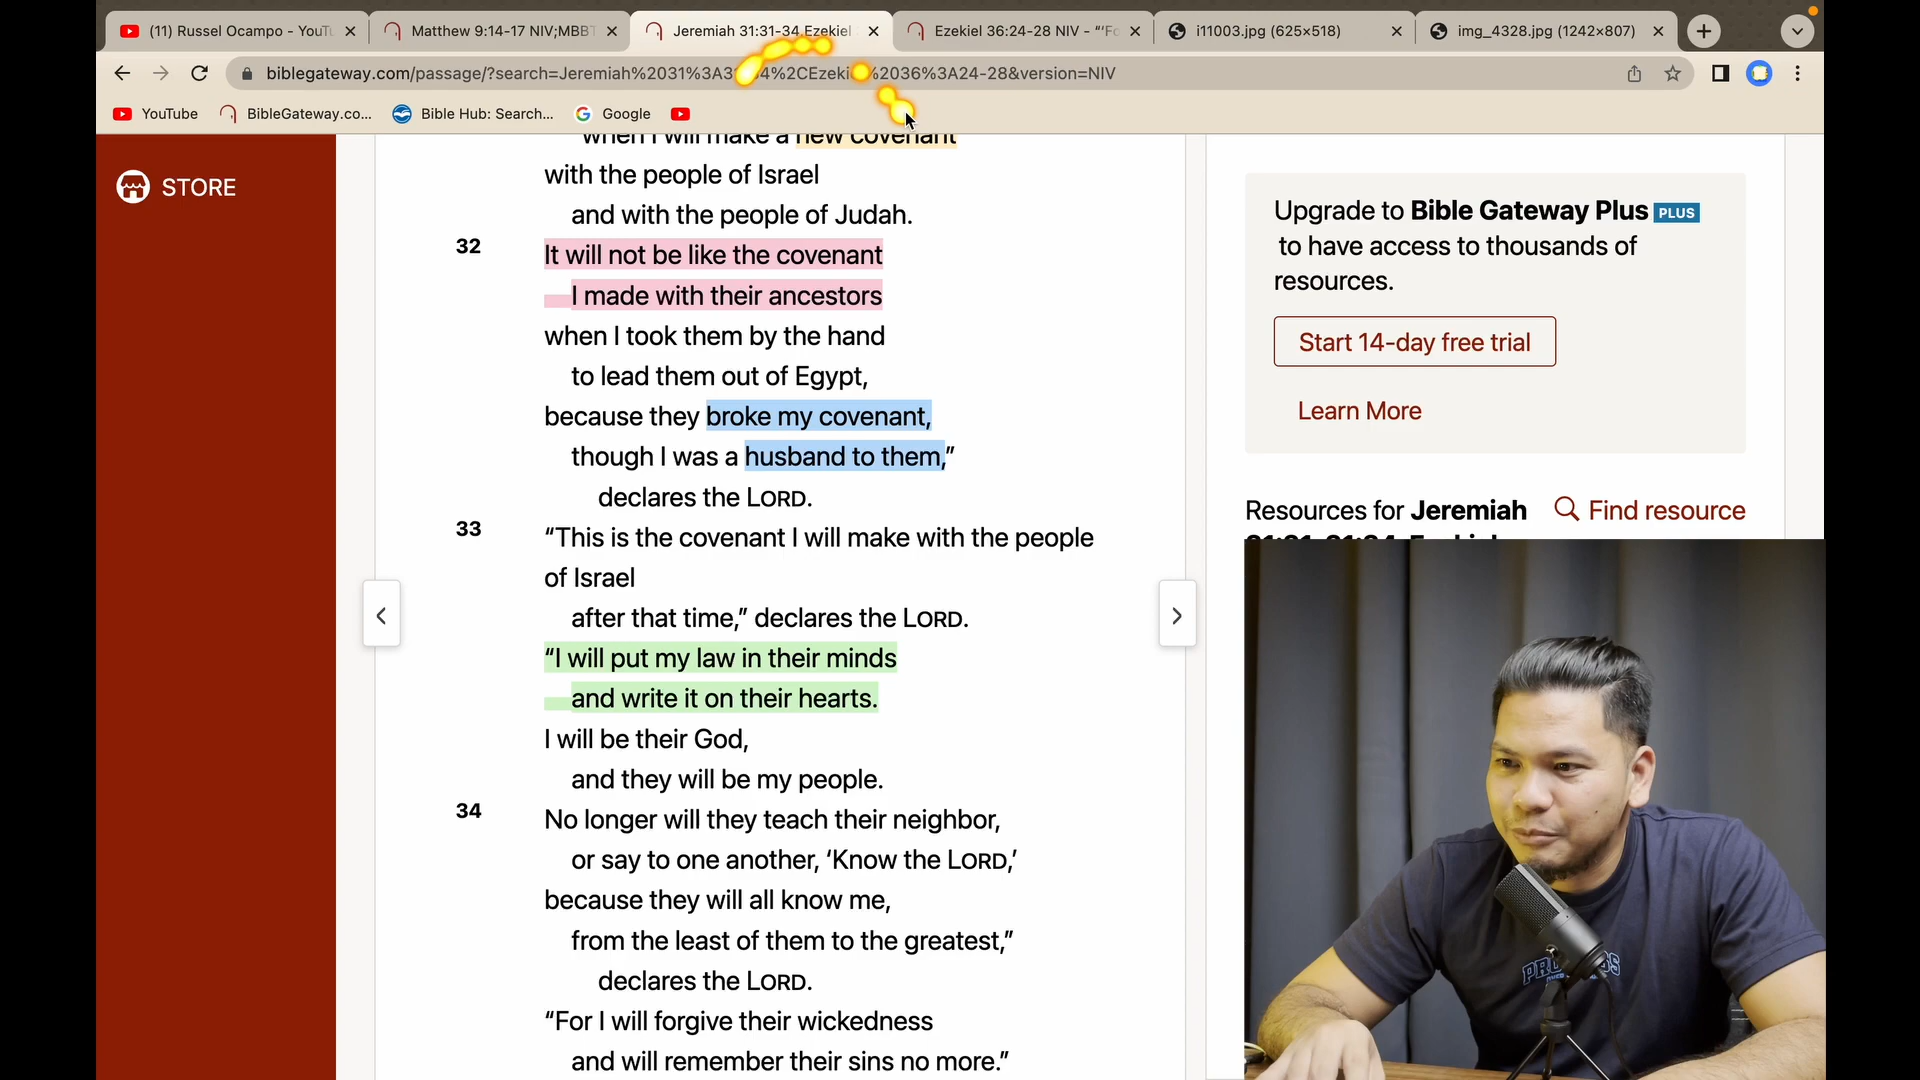 (11) Russel Ocampo - YouTu
Matthew 9:14-17 NIV;MBBT
Jeremiah 31:31-34,Ezekiel
Ezekiel 36:24-28 NIV - “‘Fo
i11003.jpg (625×518)
img_4328.jpg (1242×807)
biblegateway.com/passage/?search=Jeremiah%2031%3A31 %2CEzeki %2036%3A24-28&version=NIV
YouTube
BibleGateway.co...
Bible Hub: Search...
Google
STORE
when I will make a new covenant
with the people of Israel
and with the people of Judah.
32 It will not be like the covenant
I made with their ancestors
when I took them by the hand
to lead them out of Egypt,
because they broke my covenant,
though I was a husband to them,”
declares the LORD.
33 “This is the covenant I will make with the people
of Israel
after that time,” declares the LORD.
“I will put my law in their minds
and write it on their hearts.
I will be their God,
and they will be my people.
34 No longer will they teach their neighbor,
or say to one another, ‘Know the LORD,’
because they will all know me,
from the least of them to the greatest,”
declares the LORD.
“For I will forgive their wickedness
and will remember their sins no more.”
Upgrade to Bible Gateway Plus PLUS
to have access to thousands of
resources.
Start 14-day free trial
Learn More
Resources for Jeremiah
Find resource